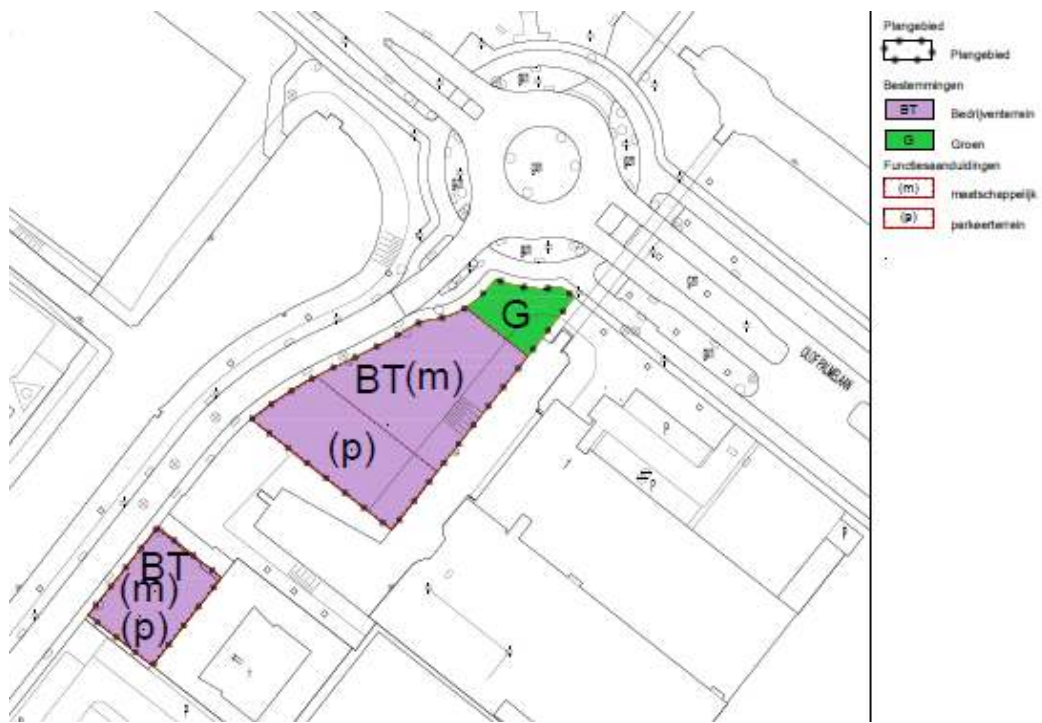 Plangebied
Plangebied
Bestemmingen
BT Bedrijventerrein
G Groen
Functieaanduidingen
(m) maatschappelijk
(p) parkeerterrein
G
BT(m)
(p)
BT
(m)
(p)
OLOF PALMELAAN